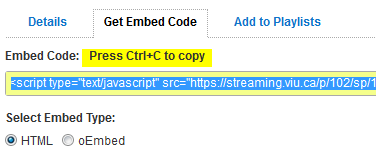 Details Get Embed Code Add to Playlists
Embed Code: Press Ctrl+C to copy
<script type="text/javascript" src="https://streaming.viu.ca/p/102/sp/1
Select Embed Type:
HTML oEmbed